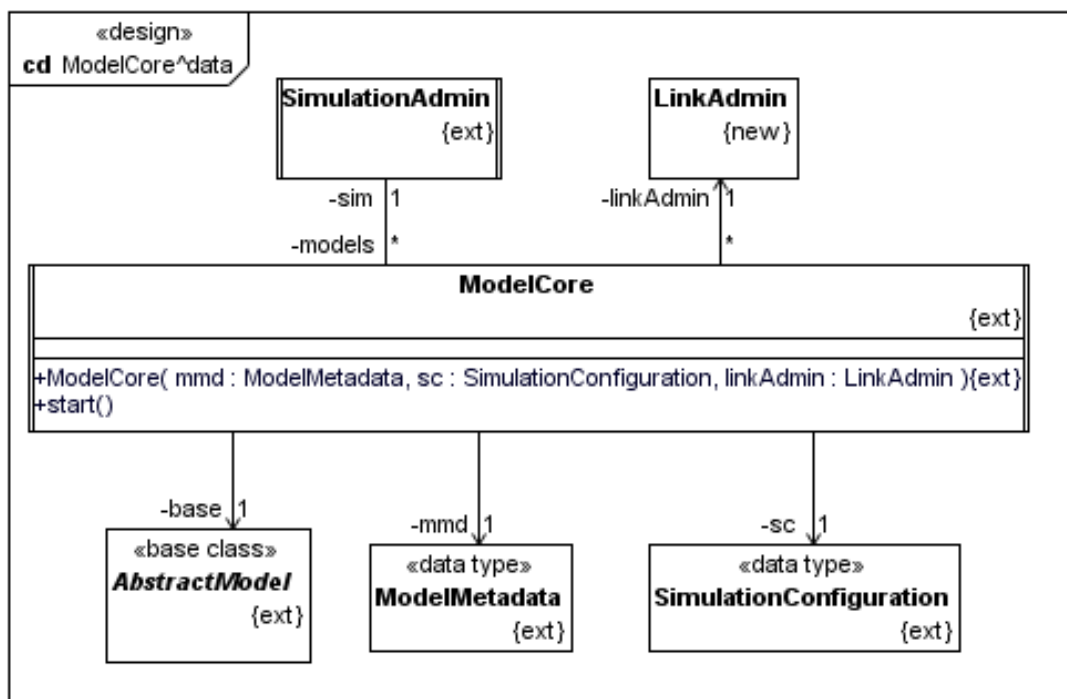 «design»
cd ModelCore^data
SimulationAdmin
{ext}
LinkAdmin
{new}
-sim 1
-linkAdmin 1
-models *
*
ModelCore
{ext}
+ModelCore( mmd : ModelMetadata, sc : SimulationConfiguration, linkAdmin : LinkAdmin ){ext}
+start()
-base 1
-mmd 1
-sc 1
«base class»
AbstractModel
{ext}
«data type»
ModelMetadata
{ext}
«data type»
SimulationConfiguration
{ext}